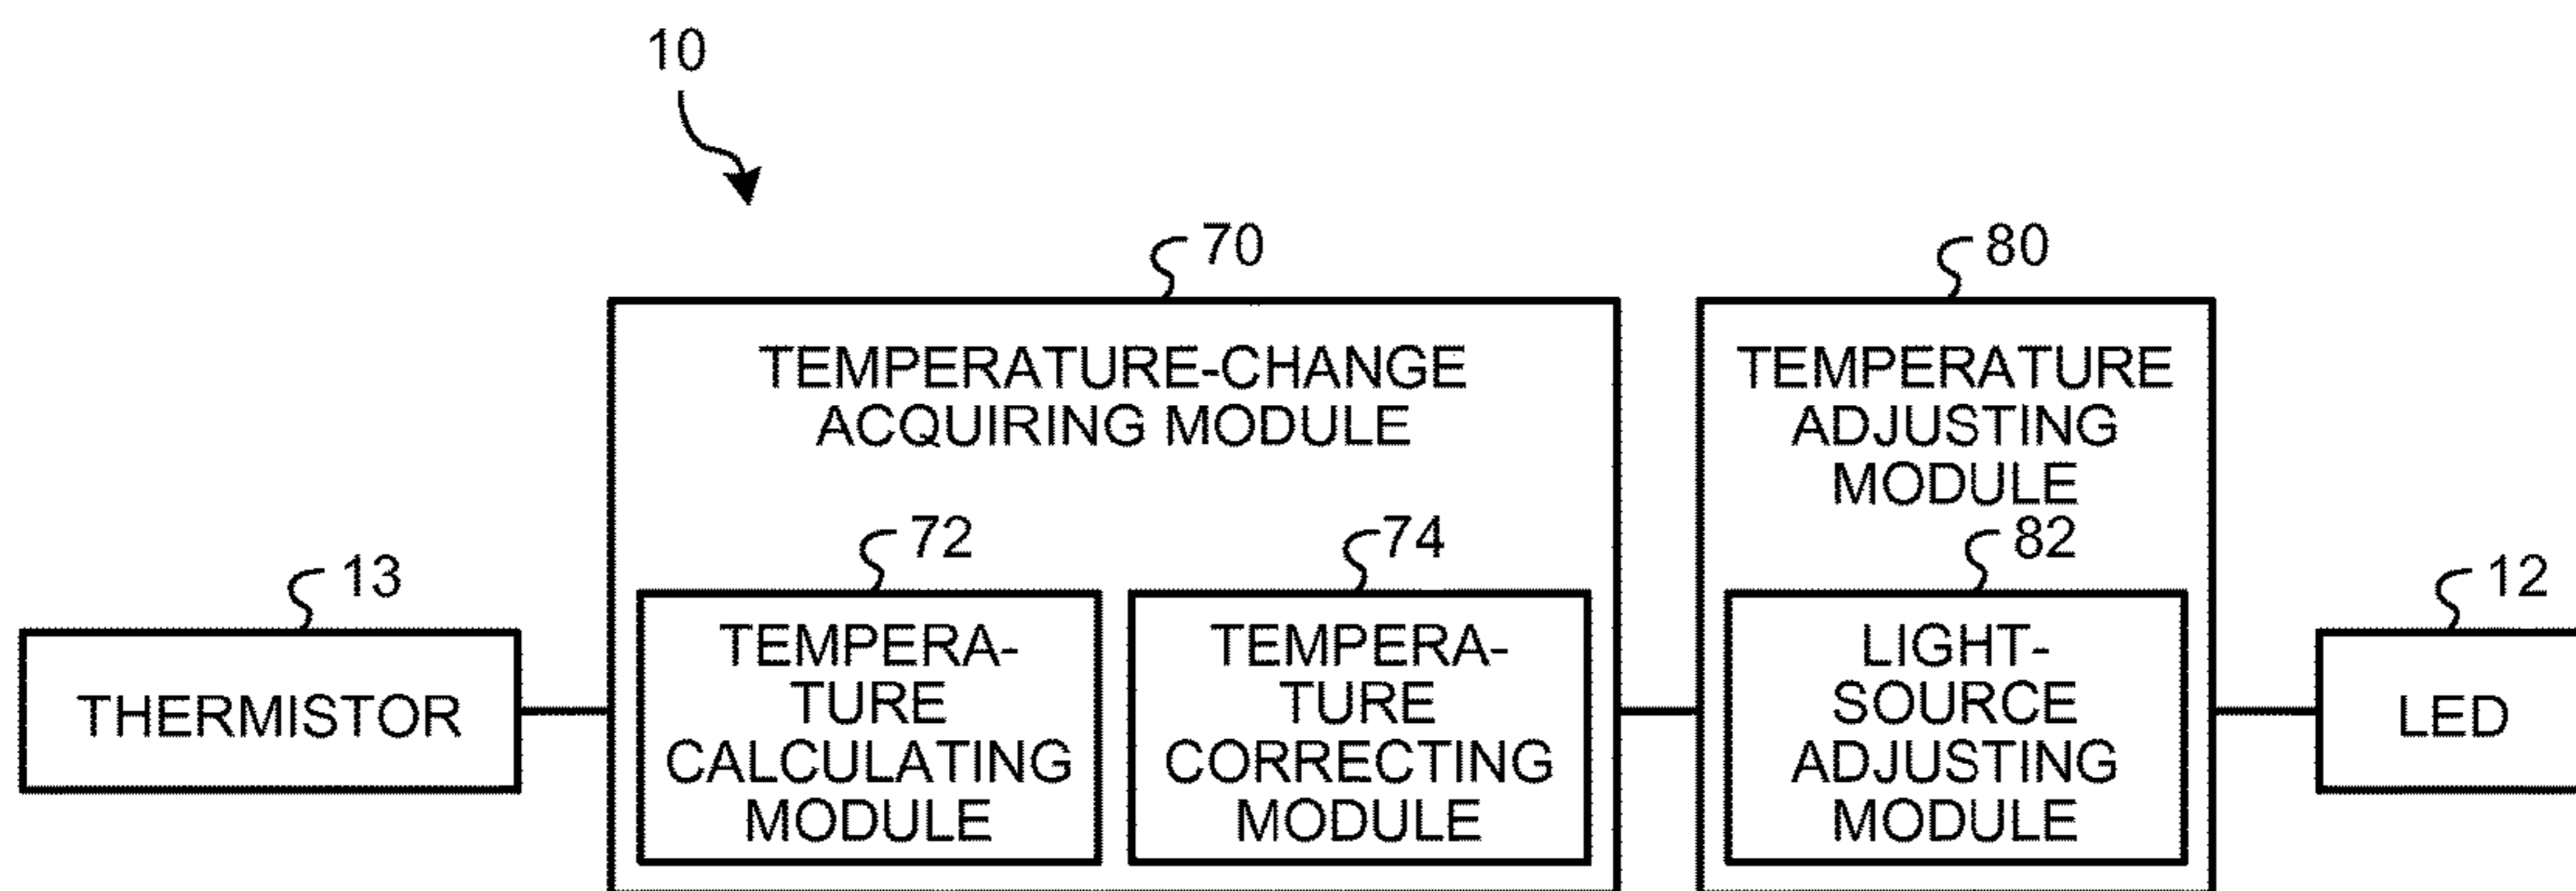 10
70
80
TEMPERATURE-CHANGE
ACQUIRING MODULE
TEMPERATURE
ADJUSTING
MODULE
13
THERMISTOR
72
TEMPERA-
TURE
CALCULATING
MODULE
74
TEMPERA-
TURE
CORRECTING
MODULE
82
LIGHT-
SOURCE
ADJUSTING
MODULE
12
LED